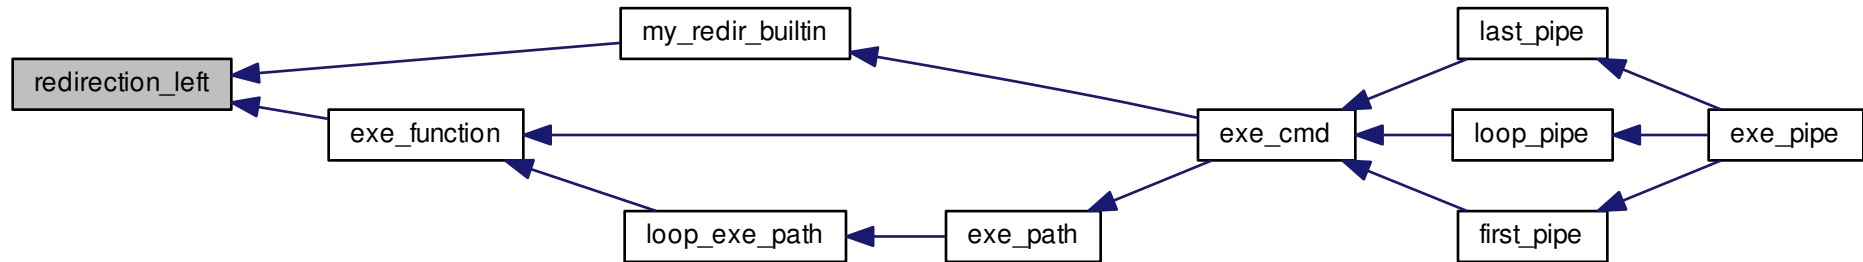 my_redir_builtin
last_pipe
redirection_left
exe_function
exe_cmd
loop_pipe
exe_pipe
loop_exe_path
exe_path
first_pipe